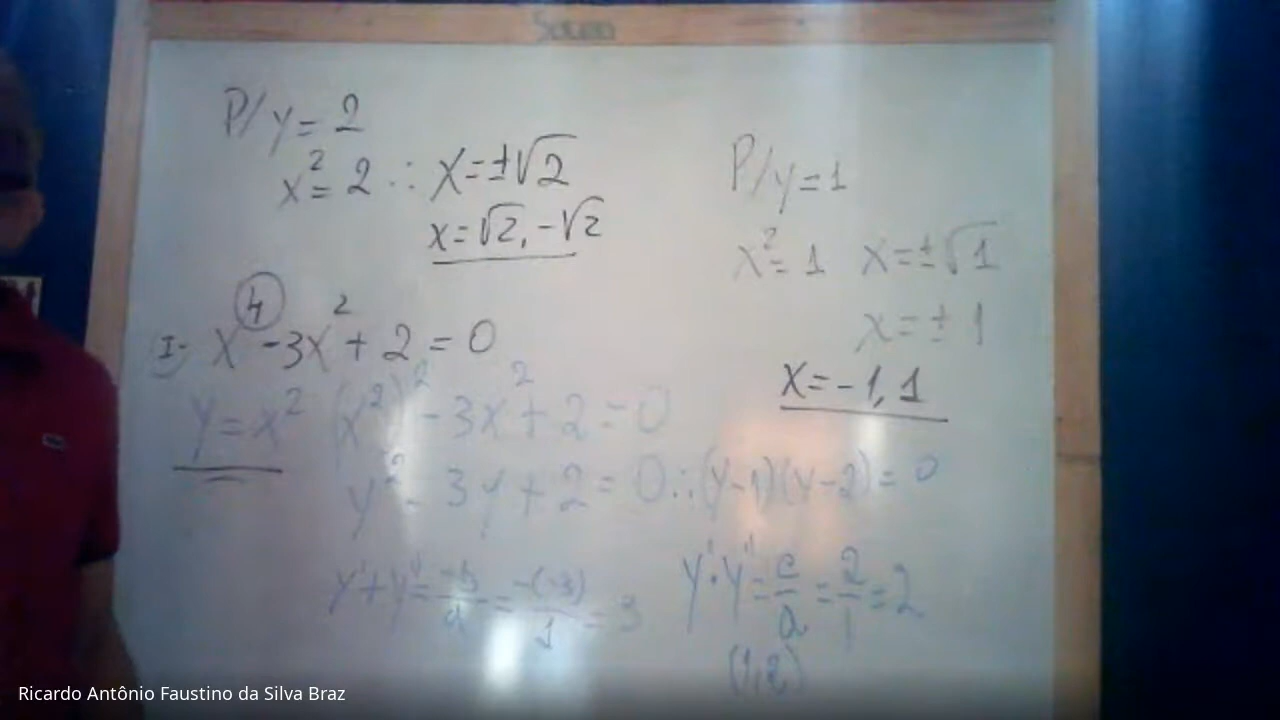 P/y = 2
x² = 2 ∴ x = ±√2
x = √2, -√2
P/y = 1
x² = 1 x = ±√1
x = ± 1
x = -1, 1
I- x⁴ - 3x² + 2 = 0
y = x² (x²)² - 3x² + 2 = 0
y² - 3y + 2 = 0 ∴ (y-1)(y-2) = 0
y' + y'' = -b/a = -(-3)/1 = 3
y' · y'' = c/a = 2/1 = 2
(1,2)
Ricardo Antônio Faustino da Silva Braz